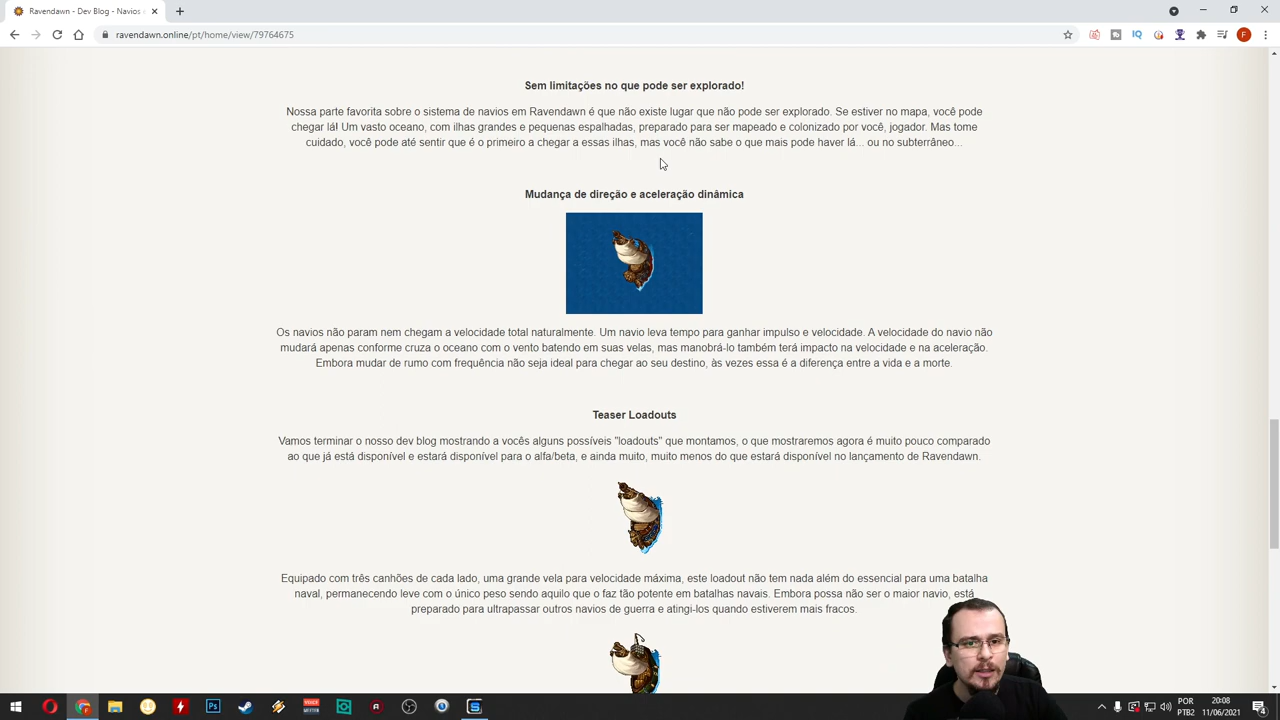 Ravendawn - Dev Blog - Navios
ravendawn.online/pt/home/view/79764675
Sem limitações no que pode ser explorado!
Nossa parte favorita sobre o sistema de navios em Ravendawn é que não existe lugar que não pode ser explorado. Se estiver no mapa, você pode
chegar lá! Um vasto oceano, com ilhas grandes e pequenas espalhadas, preparado para ser mapeado e colonizado por você, jogador. Mas tome
cuidado, você pode até sentir que é o primeiro a chegar a essas ilhas, mas você não sabe o que mais pode haver lá... ou no subterrâneo...
Mudança de direção e aceleração dinâmica
Os navios não param nem chegam a velocidade total naturalmente. Um navio leva tempo para ganhar impulso e velocidade. A velocidade do navio não
mudará apenas conforme cruza o oceano com o vento batendo em suas velas, mas manobrá-lo também terá impacto na velocidade e na aceleração.
Embora mudar de rumo com frequência não seja ideal para chegar ao seu destino, às vezes essa é a diferença entre a vida e a morte.
Teaser Loadouts
Vamos terminar o nosso dev blog mostrando a vocês alguns possíveis "loadouts" que montamos, o que mostraremos agora é muito pouco comparado
ao que já está disponível e estará disponível para o alfa/beta, e ainda muito, muito menos do que estará disponível no lançamento de Ravendawn.
Equipado com três canhões de cada lado, uma grande vela para velocidade máxima, este loadout não tem nada além do essencial para uma batalha
naval, permanecendo leve com o único peso sendo aquilo que o faz tão potente em batalhas navais. Embora possa não ser o maior navio, está
preparado para ultrapassar outros navios de guerra e atingi-los quando estiverem mais fracos.
IQ
F
Ps
POR
PTB2
20:08
11/06/2021
4